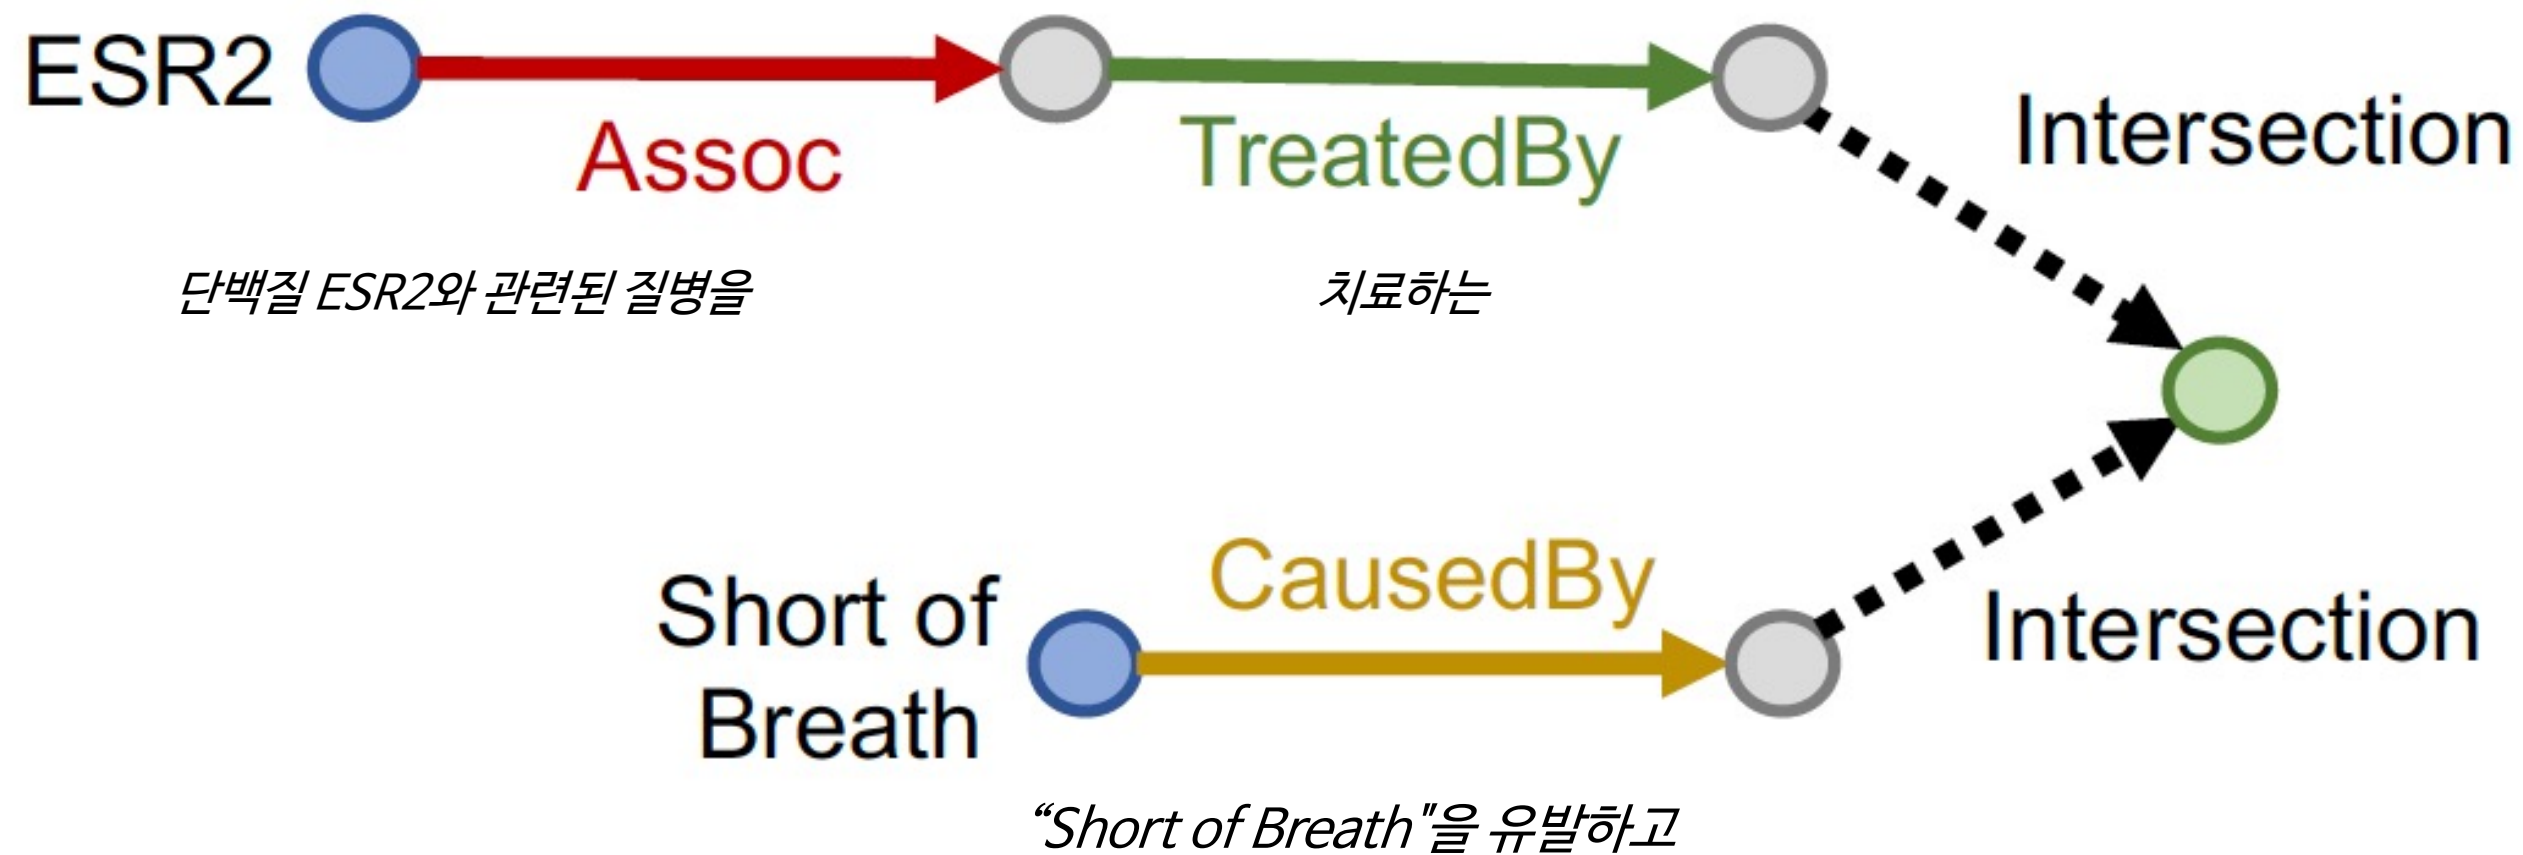 ESR2
Assoc
TreatedBy
Intersection
단백질 ESR2와 관련된 질병을
치료하는
Short of
Breath
CausedBy
Intersection
“Short of Breath"을 유발하고